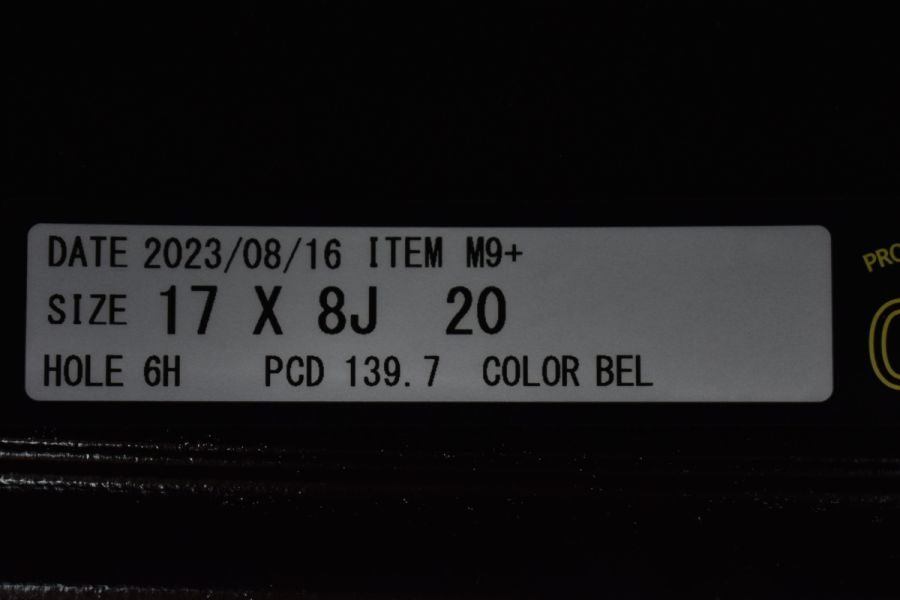 DATE 2023/08/16 ITEM M9+
SIZE 17 X 8J 20
HOLE 6H PCD 139.7 COLOR BEL